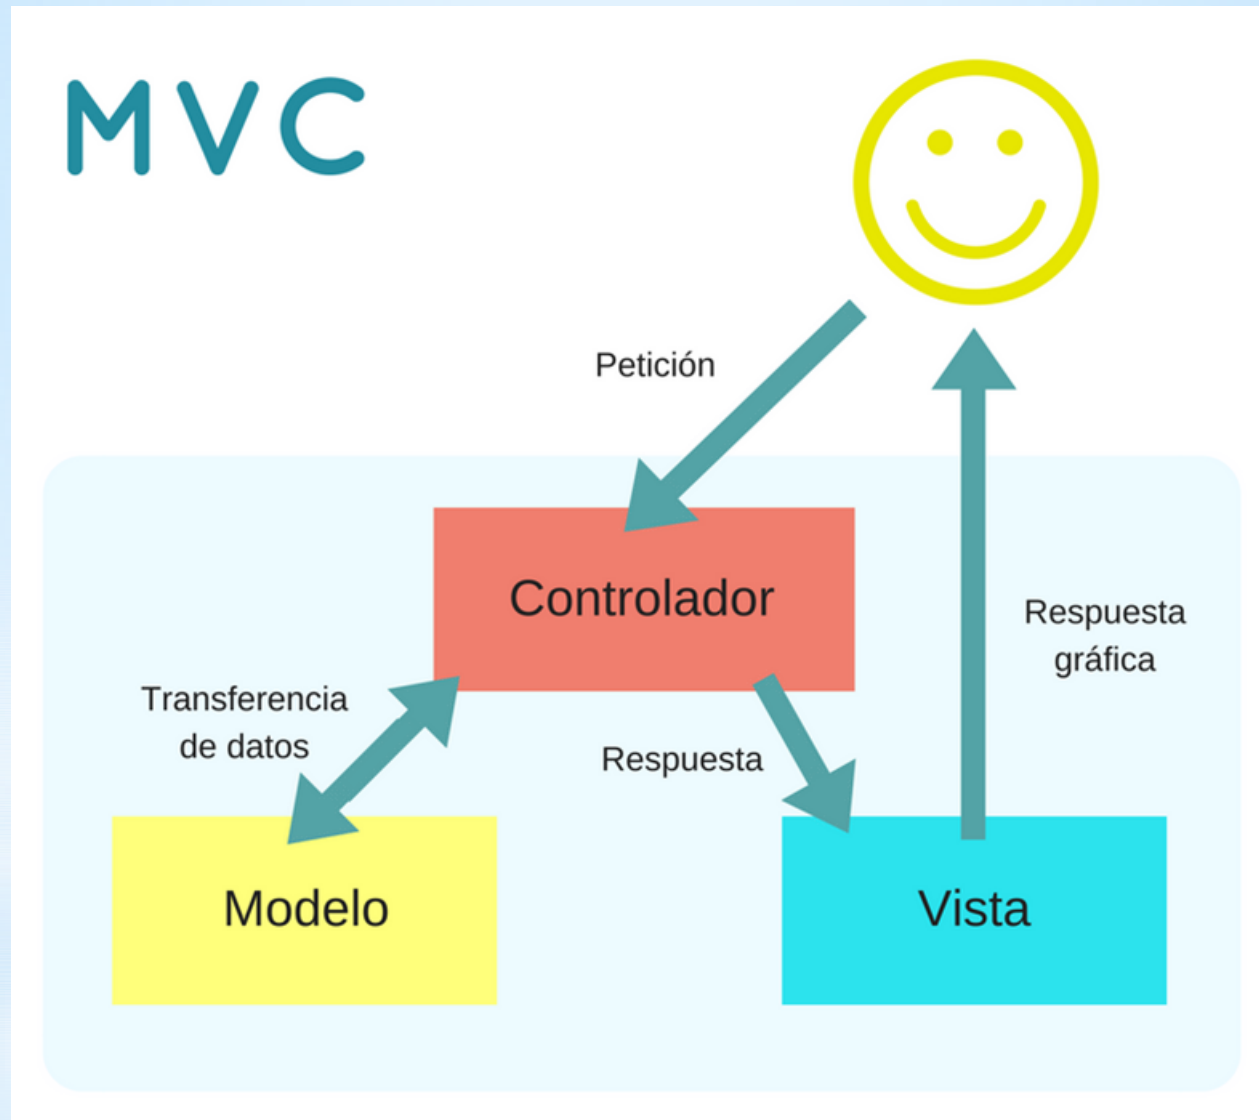 MVC
Petición
Controlador
Respuesta
gráfica
Transferencia
de datos
Respuesta
Modelo
Vista